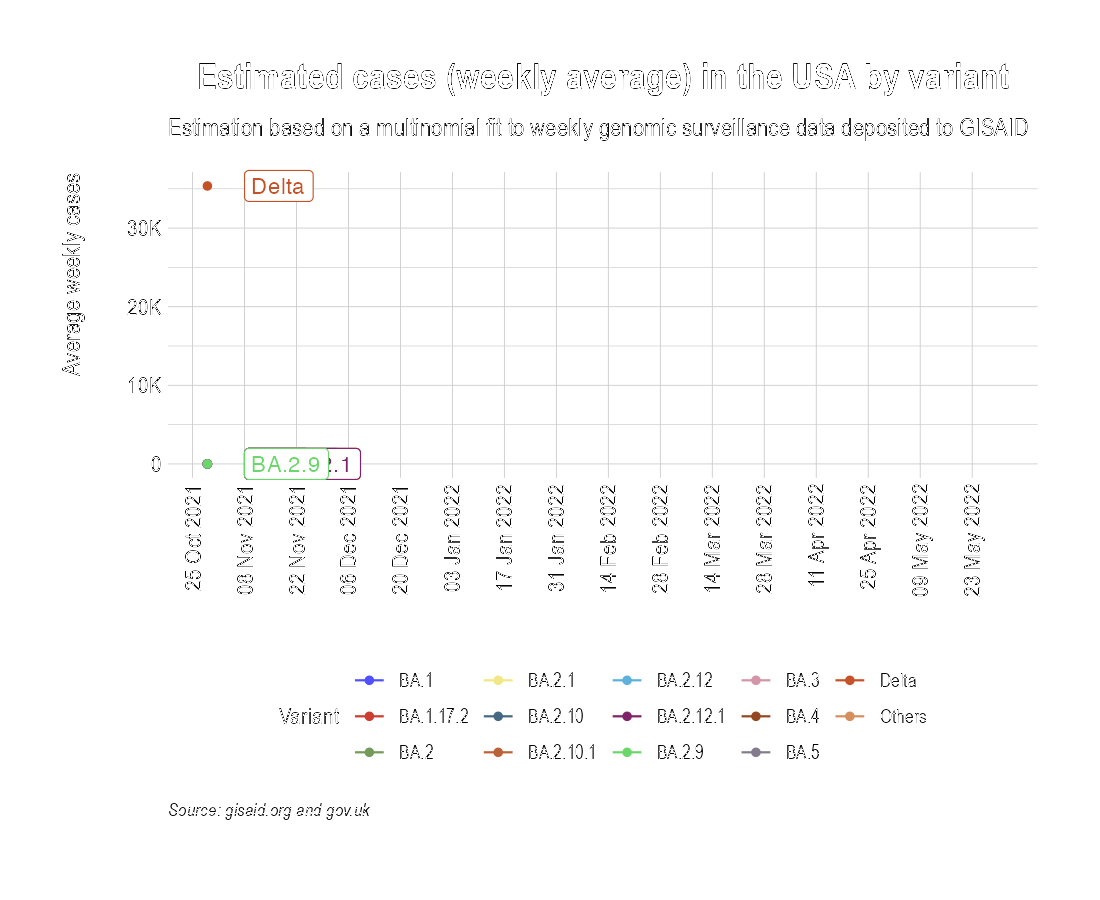 Estimated cases (weekly average) in the USA by variant
Estimation based on a multinomial fit to weekly genomic surveillance data deposited to GISAID
Average weekly cases
Delta
30K
20K
10K
0
BA.2.9
2.1
25 Oct 2021
08 Nov 2021
22 Nov 2021
06 Dec 2021
20 Dec 2021
03 Jan 2022
17 Jan 2022
31 Jan 2022
14 Feb 2022
28 Feb 2022
14 Mar 2022
28 Mar 2022
11 Apr 2022
25 Apr 2022
09 May 2022
23 May 2022
Variant
BA.1
BA.1.17.2
BA.2
BA.2.1
BA.2.10
BA.2.10.1
BA.2.12
BA.2.12.1
BA.2.9
BA.3
BA.4
BA.5
Delta
Others
Source: gisaid.org and gov.uk